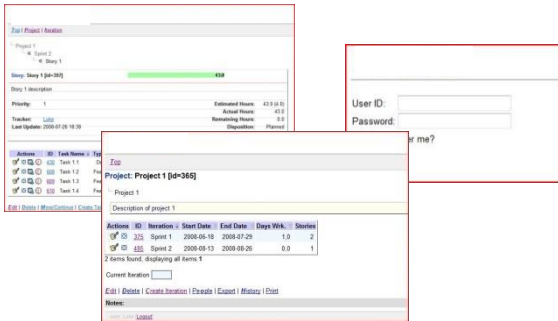 Top | Project | Iteration
Project 1
Sprint 2
Story 1
Story: Story 1 [id=397]
43.0
Story 1 description
Priority: 1
Estimated Hours: 43.0 (4.0)
Actual Hours: 43.0
Tracker: Luke
Remaining Hours: 0.0
Last Update: 2008-07-26 18:39
Disposition: Planned
Actions ID Task Name
Task 1.1
Task 1.2
609 Task 1.3
610 Task 1.4
Edit | Delete | Move/Continue | Create
User ID:
Password:
er me?
Top
Project: Project 1 [id=365]
Project 1
Description of project 1
Actions ID Iteration Start Date End Date Days Wrk. Stories
375 Sprint 1 2008-06-18 2008-07-29 1,0 2
485 Sprint 2 2008-08-13 2008-08-26 0.0 1
2 items found, displaying all items.1
Current Iteration
Edit | Delete | Create Iteration | People | Export | History | Print
Notes:
Logout